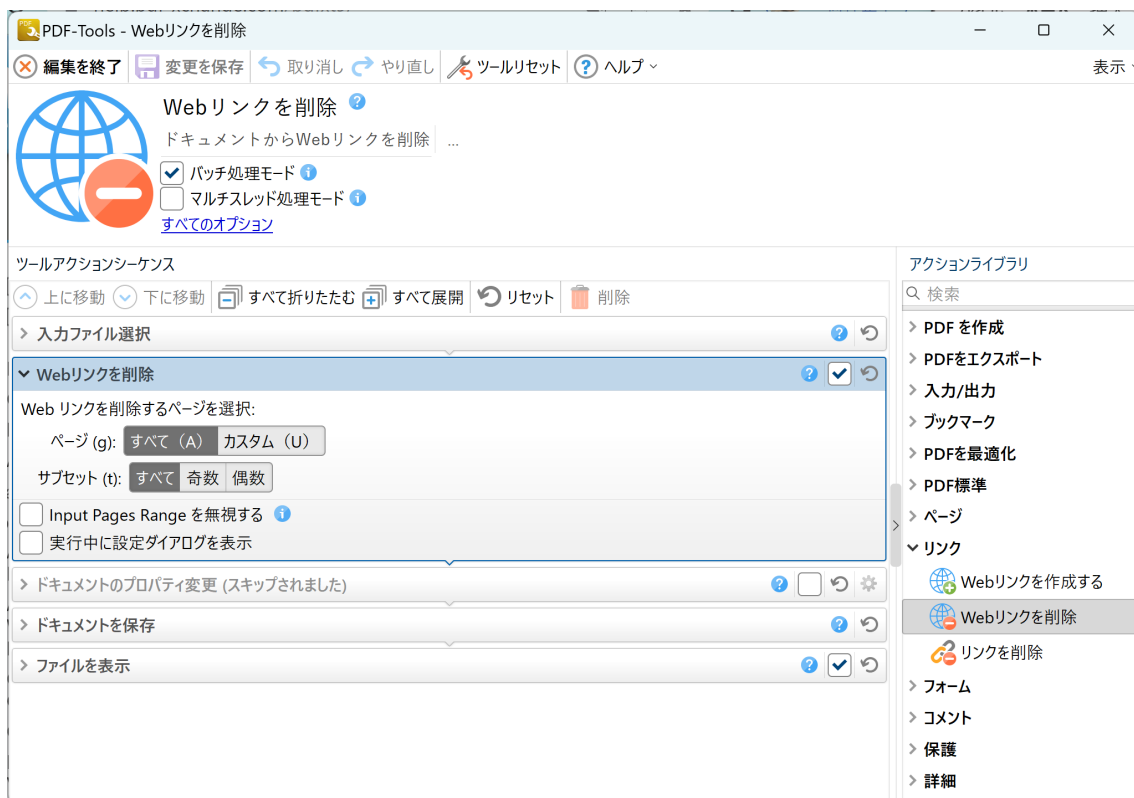 PDF-Tools - Webリンクを削除
編集を終了 変更を保存 取り消し やり直し ツールリセット ヘルプ 表示
Webリンクを削除
ドキュメントからWebリンクを削除 ...
バッチ処理モード
マルチスレッド処理モード
すべてのオプション
ツールアクションシーケンス
上に移動 下に移動 すべて折りたたむ すべて展開 リセット 削除
入力ファイル選択
Webリンクを削除
Web リンクを削除するページを選択:
ページ (g): すべて（A） カスタム（U）
サブセット (t): すべて 奇数 偶数
Input Pages Range を無視する
実行中に設定ダイアログを表示
ドキュメントのプロパティ変更 (スキップされました)
ドキュメントを保存
ファイルを表示
アクションライブラリ
検索
PDF を作成
PDFをエクスポート
入力/出力
ブックマーク
PDFを最適化
PDF標準
ページ
リンク
Webリンクを作成する
Webリンクを削除
リンクを削除
フォーム
コメント
保護
詳細